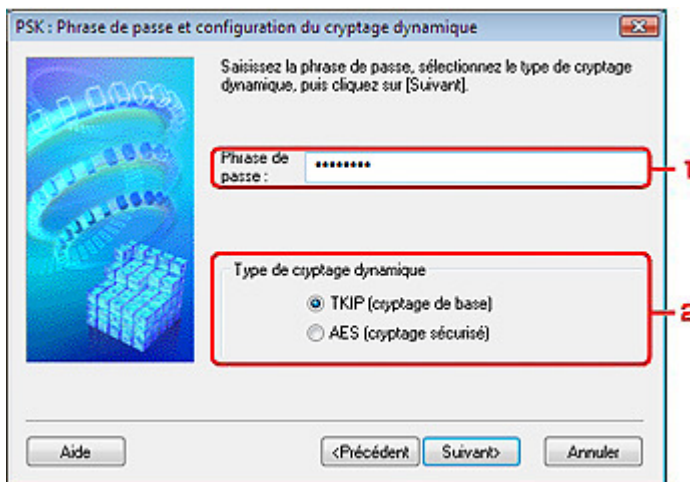 PSK : Phrase de passe et configuration du cryptage dynamique
Saisissez la phrase de passe, sélectionnez le type de cryptage
dynamique, puis cliquez sur [Suivant].
Phrase de
passe :
••••••••
1
Type de cryptage dynamique
TKIP (cryptage de base)
AES (cryptage sécurisé)
2
Aide
<Précédent
Suivant>
Annuler